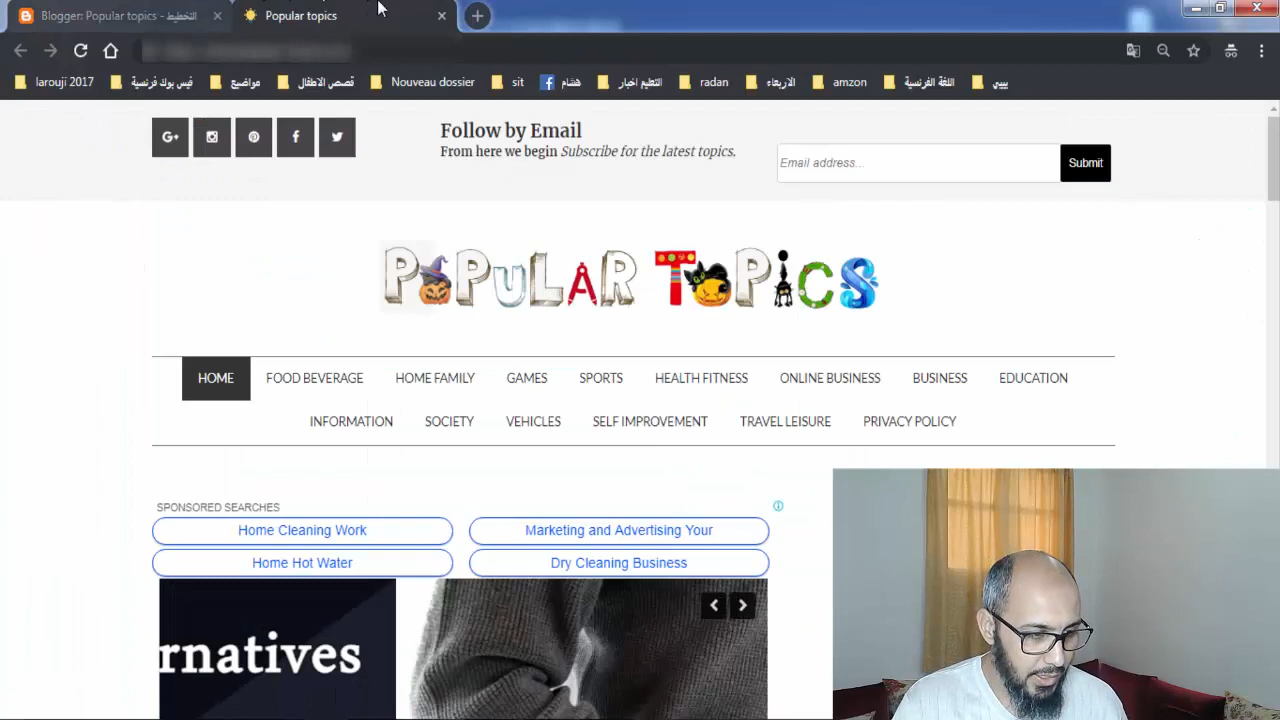 Blogger: Popular topics - التخطيط
Popular topics
larouji 2017
فيس بوك فرنسية
مواضيع
قصص الاطفال
Nouveau dossier
sit
هشام
التعليم اخبار
radan
الاربعاء
amzon
اللغة الفرنسية
بيبي
Follow by Email
From here we begin Subscribe for the latest topics.
Email address...
Submit
POPULAR TOPICS
HOME FOOD BEVERAGE HOME FAMILY GAMES SPORTS HEALTH FITNESS ONLINE BUSINESS BUSINESS EDUCATION
INFORMATION SOCIETY VEHICLES SELF IMPROVEMENT TRAVEL LEISURE PRIVACY POLICY
SPONSORED SEARCHES
Home Cleaning Work
Marketing and Advertising Your
Home Hot Water
Dry Cleaning Business
rnatives